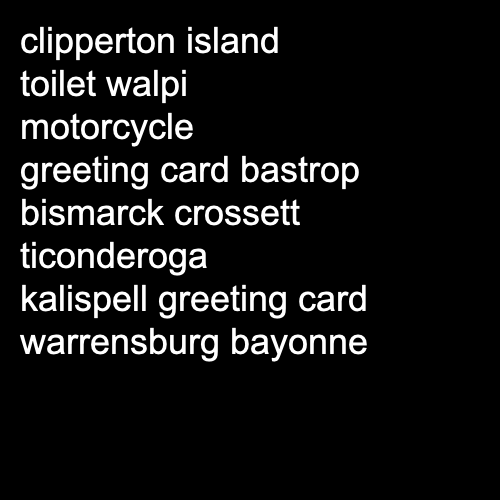 clipperton island
toilet walpi
motorcycle
greeting card bastrop
bismarck crossett
ticonderoga
kalispell greeting card
warrensburg bayonne